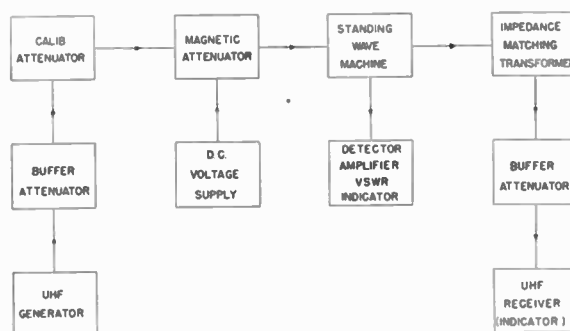 CALIB
ATTENUATOR
MAGNETIC
ATTENUATOR
STANDING
WAVE
MACHINE
IMPEDANCE
MATCHING
TRANSFORME
BUFFER
ATTENUATOR
D.C.
VOLTAGE
SUPPLY
DETECTOR
AMPLIFIER
VSWR
INDICATOR
BUFFER
ATTENUATOR
UHF
GENERATOR
UHF
RECEIVER
(INDICATOR)